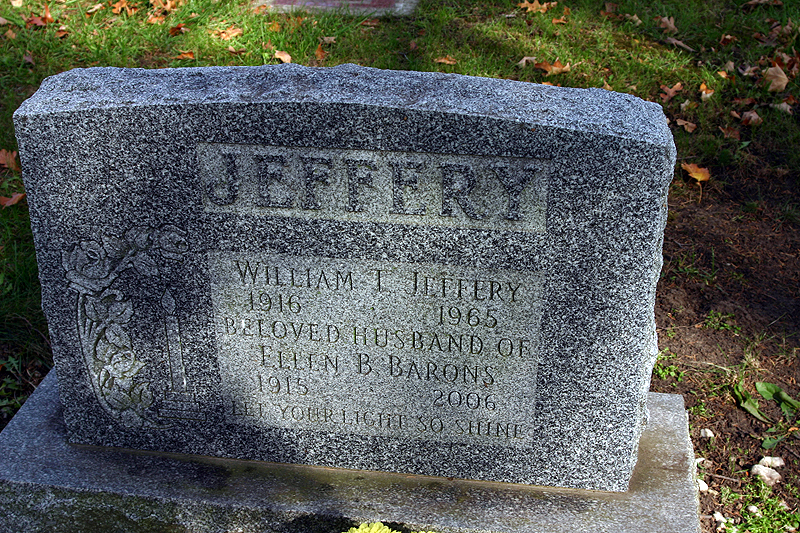 JEFFERY
WILLIAM T. JEFFERY
1916 1965
BELOVED HUSBAND OF
ELLEN B. BARONS
1915 2006
LET YOUR LIGHT SO SHINE